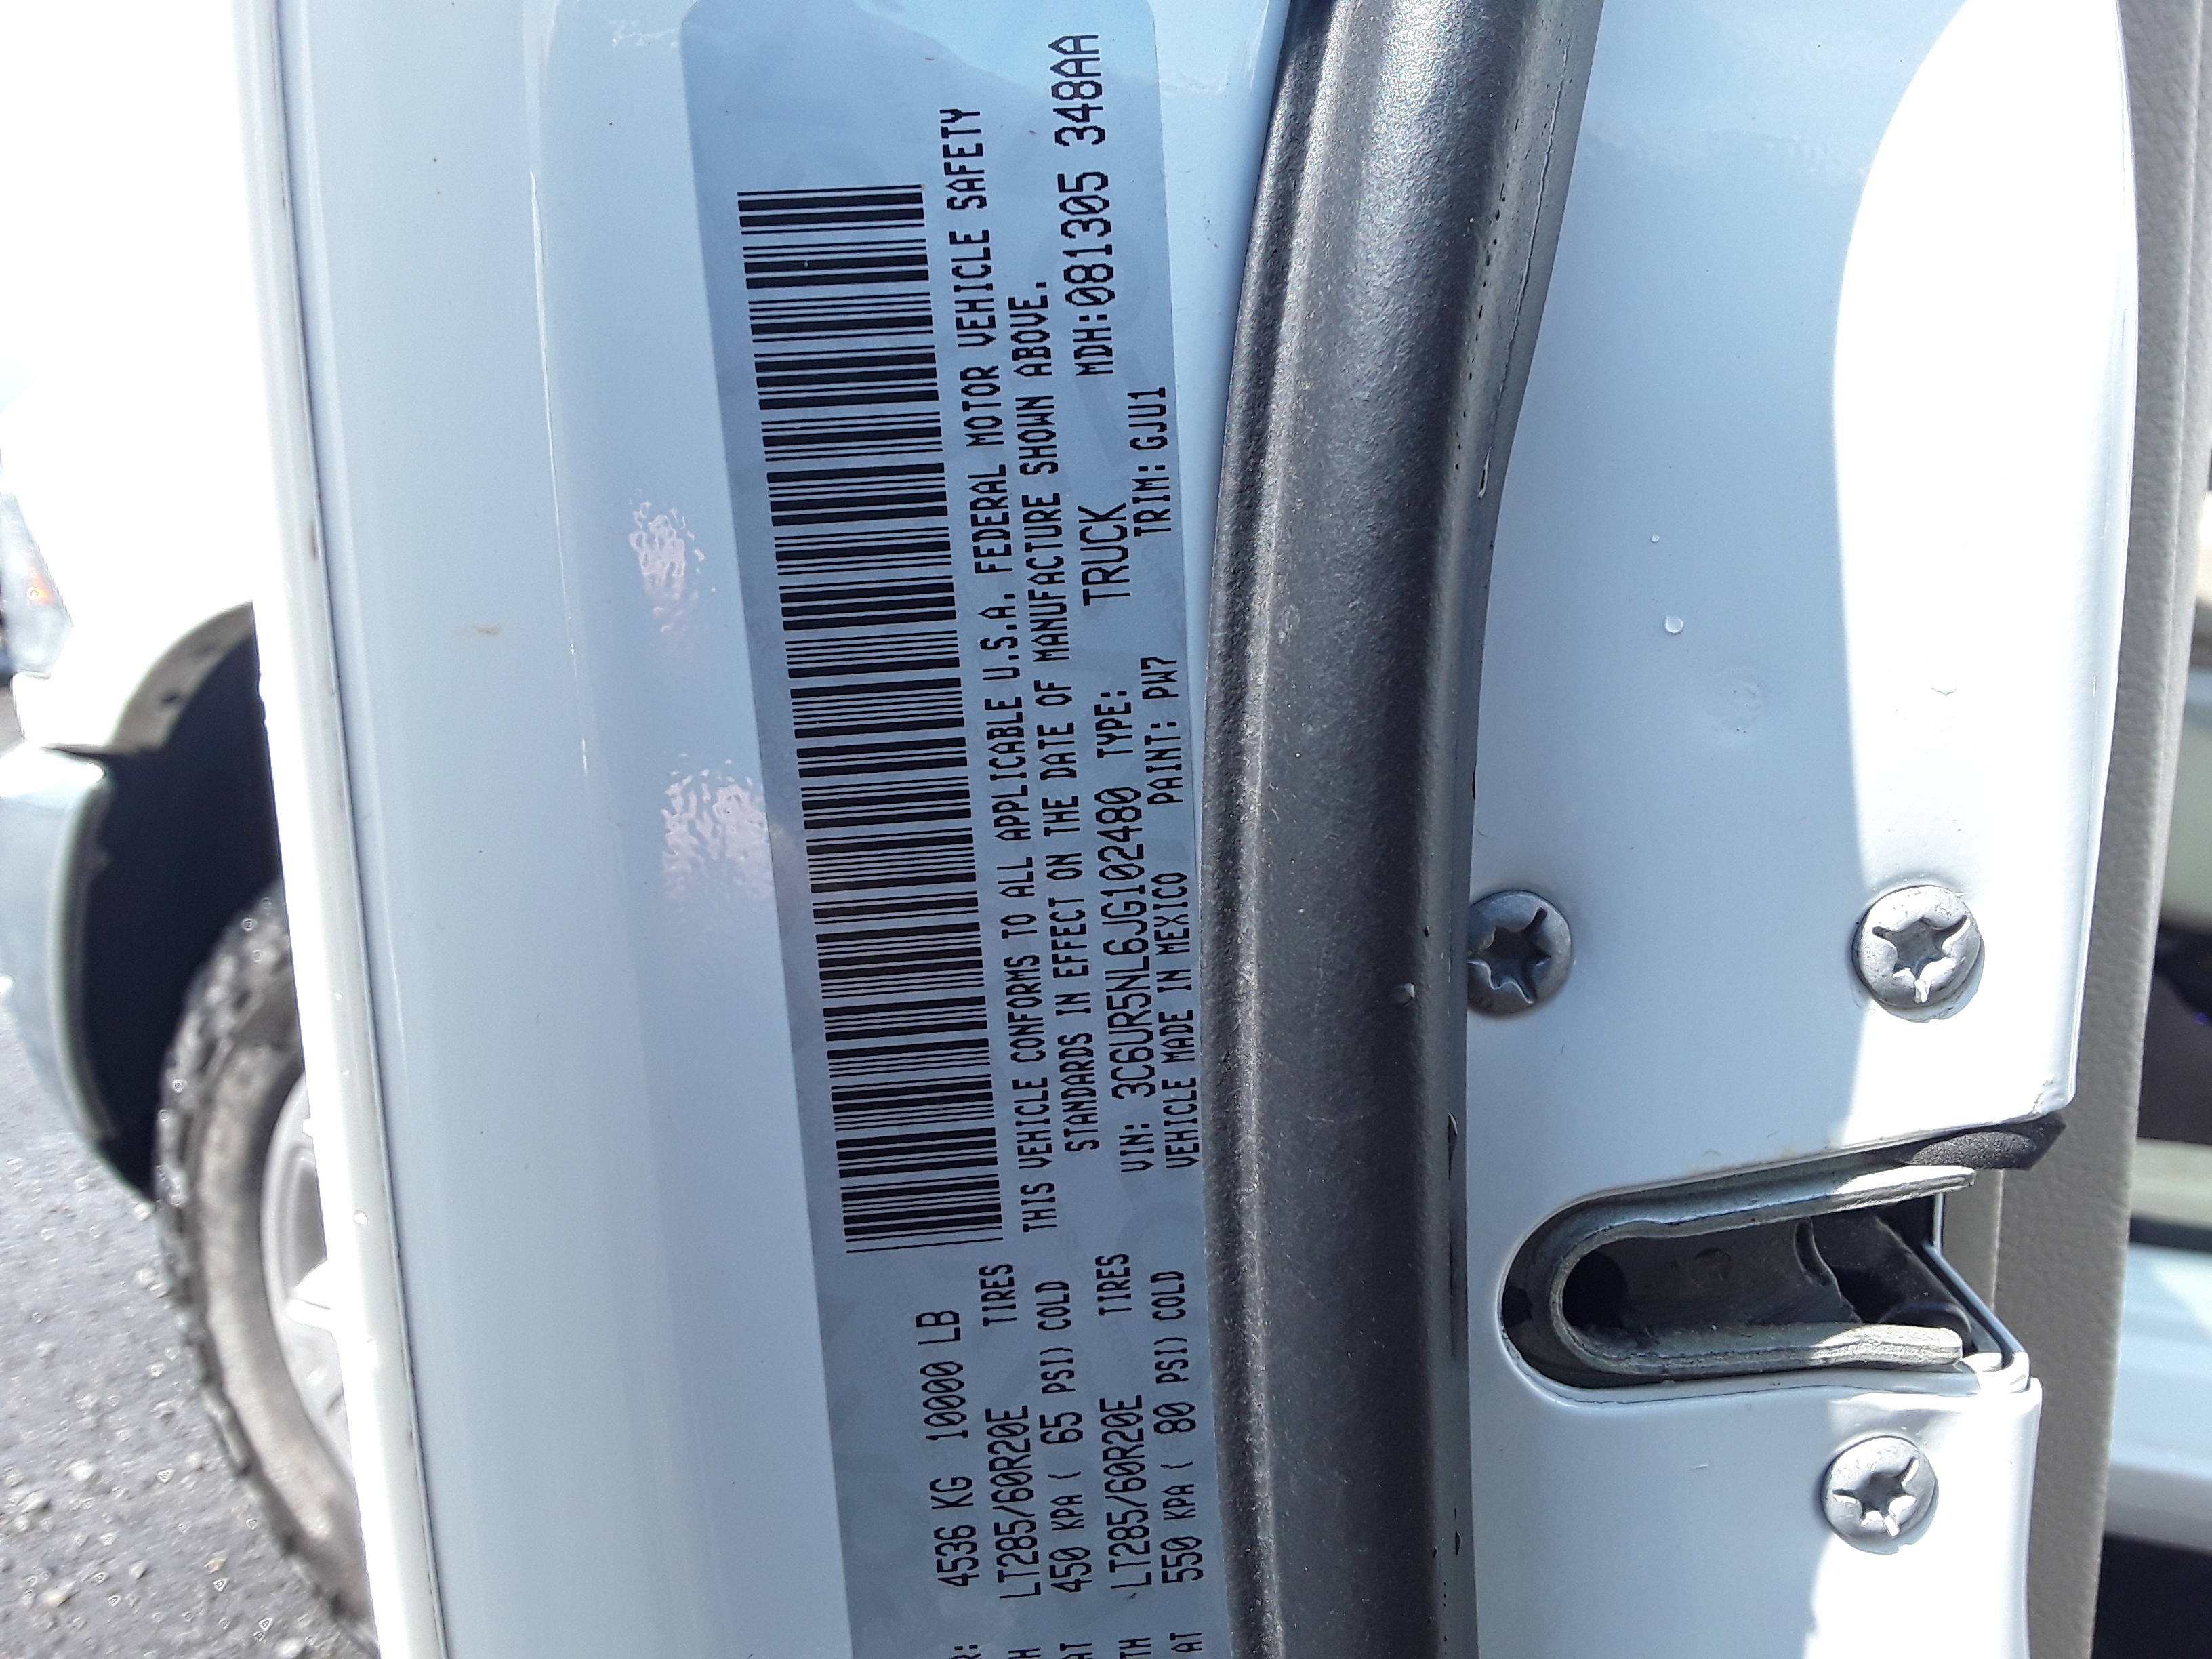 4536 KG 10000 LB
LT285/60R20E TIRES
450 KPA ( 65 PSI) COLD
LT285/60R20E TIRES
AT 550 KPA ( 80 PSI) COLD
THIS VEHICLE CONFORMS TO ALL APPLICABLE U.S.A. FEDERAL MOTOR VEHICLE SAFETY
STANDARDS IN EFFECT ON THE DATE OF MANUFACTURE SHOWN ABOVE.
VIN: 3C6UR5NL6JG102480 TYPE: TRUCK MDH:081305 348AA
VEHICLE MADE IN MEXICO PAINT: PW7 TRIM: GJU1